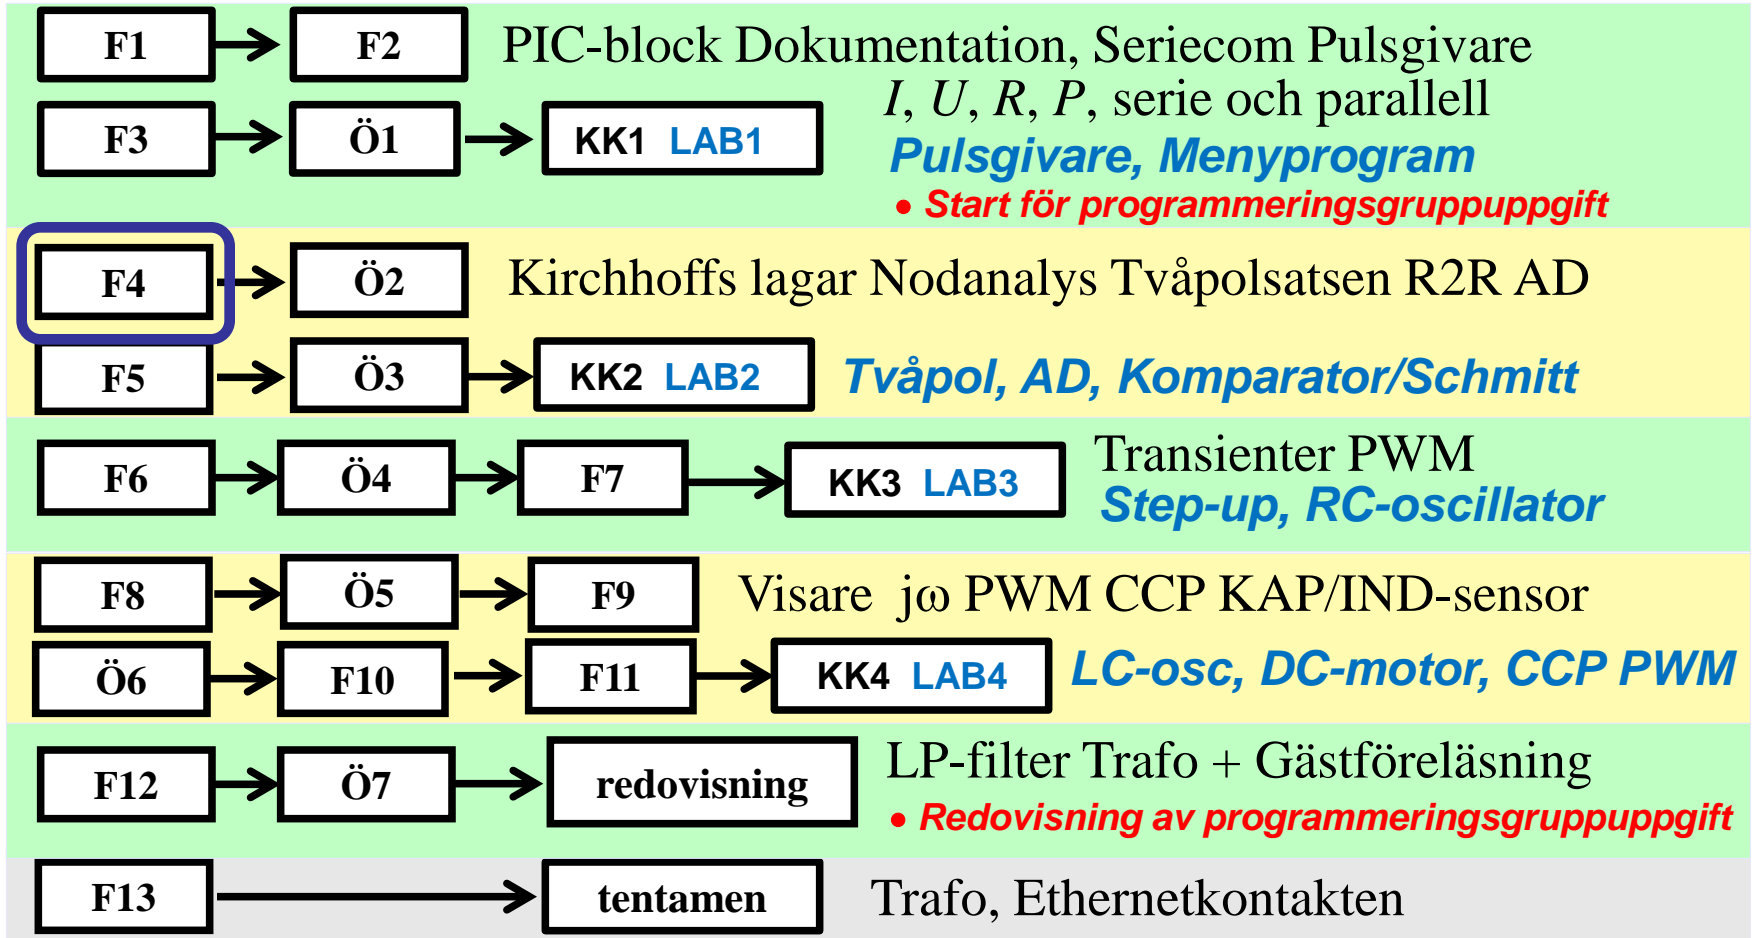 F1 F2 PIC-block Dokumentation, Seriecom Pulsgivare
I, U, R, P, serie och parallell
F3 Ö1 KK1 LAB1 Pulsgivare, Menyprogram
• Start för programmeringsgruppuppgift
F4 Ö2 Kirchhoffs lagar Nodanalys Tvåpolsatsen R2R AD
F5 Ö3 KK2 LAB2 Tvåpol, AD, Komparator/Schmitt
F6 Ö4 F7 KK3 LAB3 Transienter PWM
Step-up, RC-oscillator
F8 Ö5 F9 Visare jω PWM CCP KAP/IND-sensor
Ö6 F10 F11 KK4 LAB4 LC-osc, DC-motor, CCP PWM
F12 Ö7 redovisning LP-filter Trafo + Gästföreläsning
• Redovisning av programmeringsgruppuppgift
F13 tentamen Trafo, Ethernetkontakten